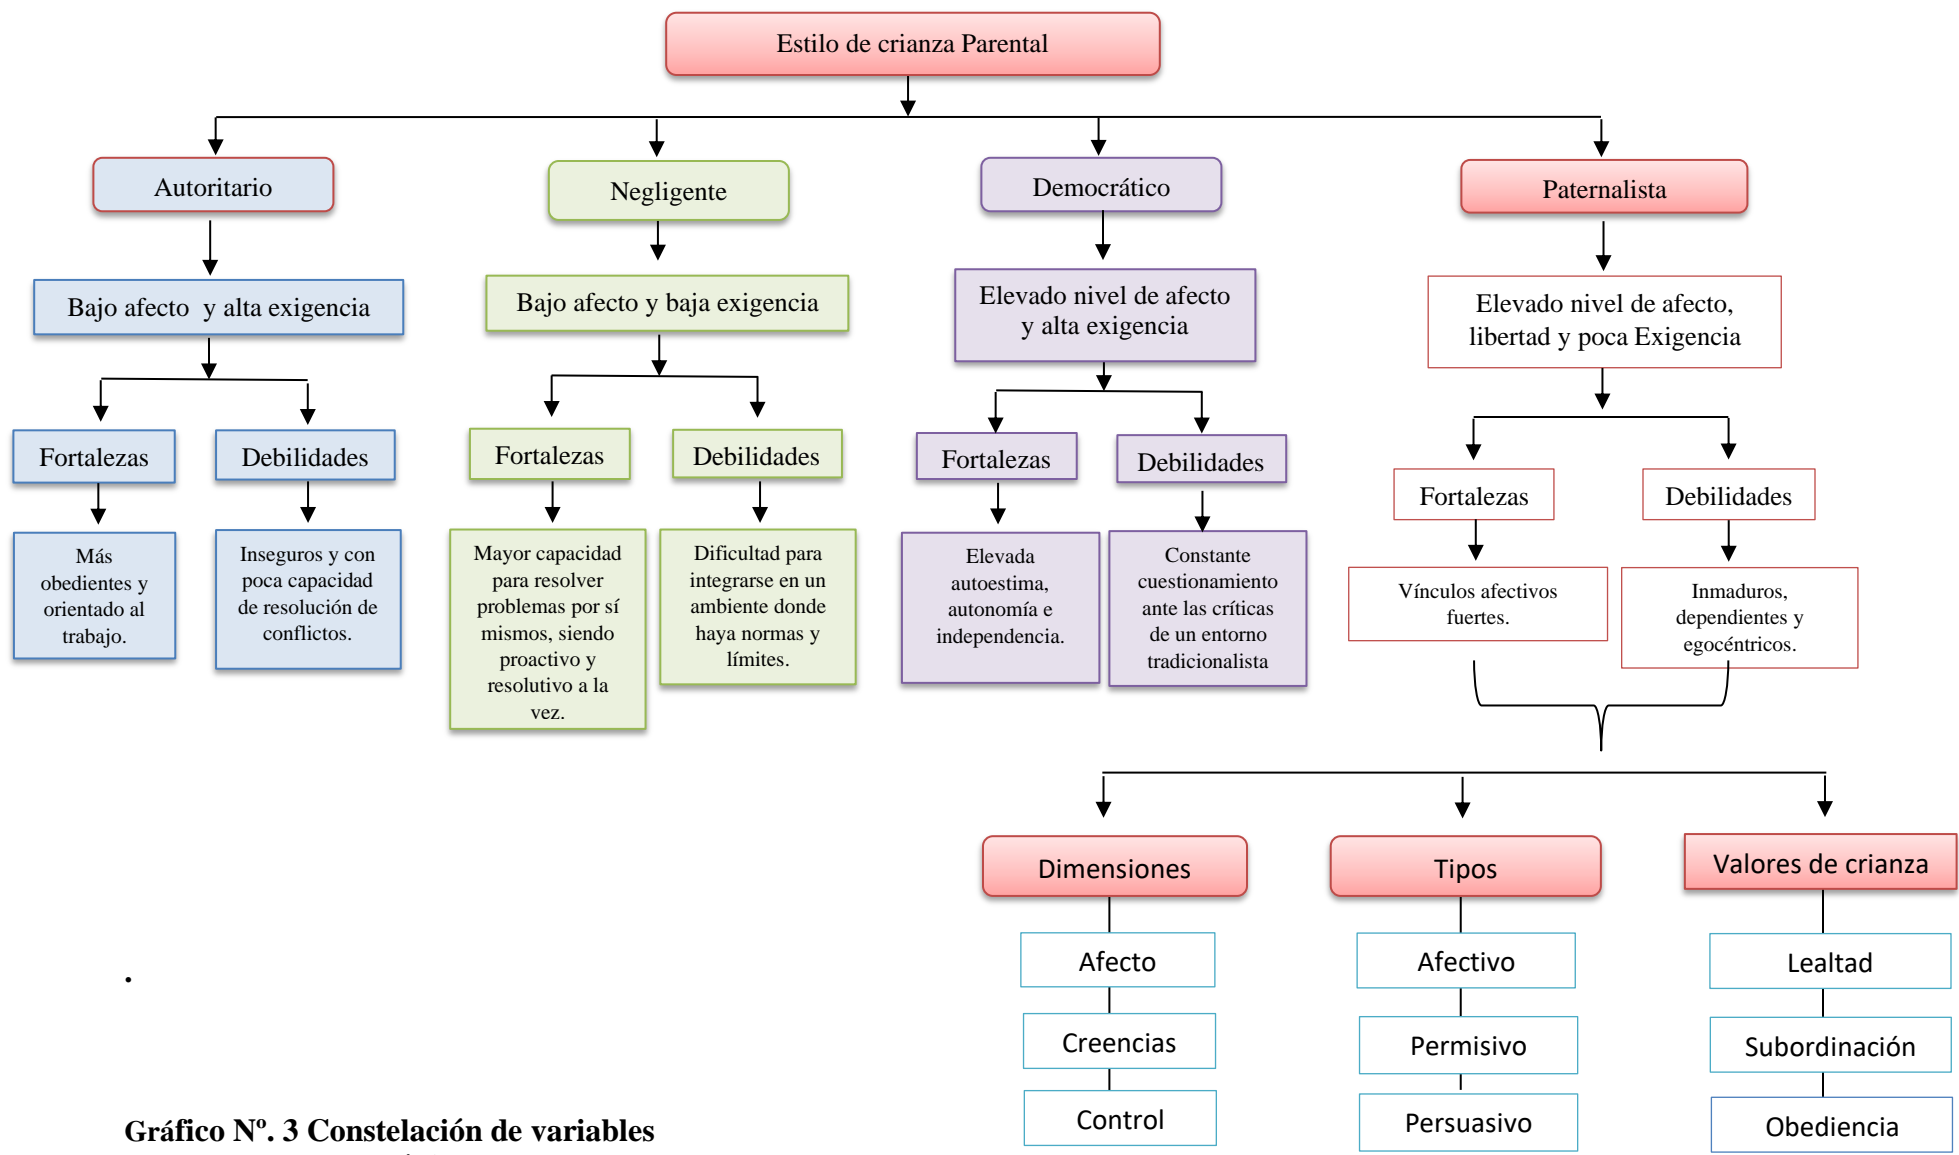 Estilo de crianza Parental
Autoritario
Negligente
Democrático
Paternalista
Bajo afecto y alta exigencia
Bajo afecto y baja exigencia
Elevado nivel de afecto
y alta exigencia
Elevado nivel de afecto,
libertad y poca Exigencia
Fortalezas
Debilidades
Fortalezas
Debilidades
Fortalezas
Debilidades
Fortalezas
Debilidades
Más
obedientes y
orientado al
trabajo.
Inseguros y con
poca capacidad
de resolución de
conflictos.
Mayor capacidad
para resolver
problemas por sí
mismos, siendo
proactivo y
resolutivo a la
vez.
Dificultad para
integrarse en un
ambiente donde
haya normas y
límites.
Elevada
autoestima,
autonomía e
independencia.
Constante
cuestionamiento
ante las críticas
de un entorno
tradicionalista
Vínculos afectivos
fuertes.
Inmaduros,
dependientes y
egocéntricos.
Dimensiones
Tipos
Valores de crianza
Afecto
Afectivo
Lealtad
Creencias
Permisivo
Subordinación
Control
Persuasivo
Obediencia
.
Gráfico Nº. 3 Constelación de variables